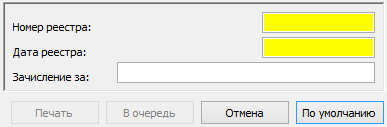 Номер реестра:
Дата реестра:
Зачисление за:
Печать В очередь Отмена По умолчанию